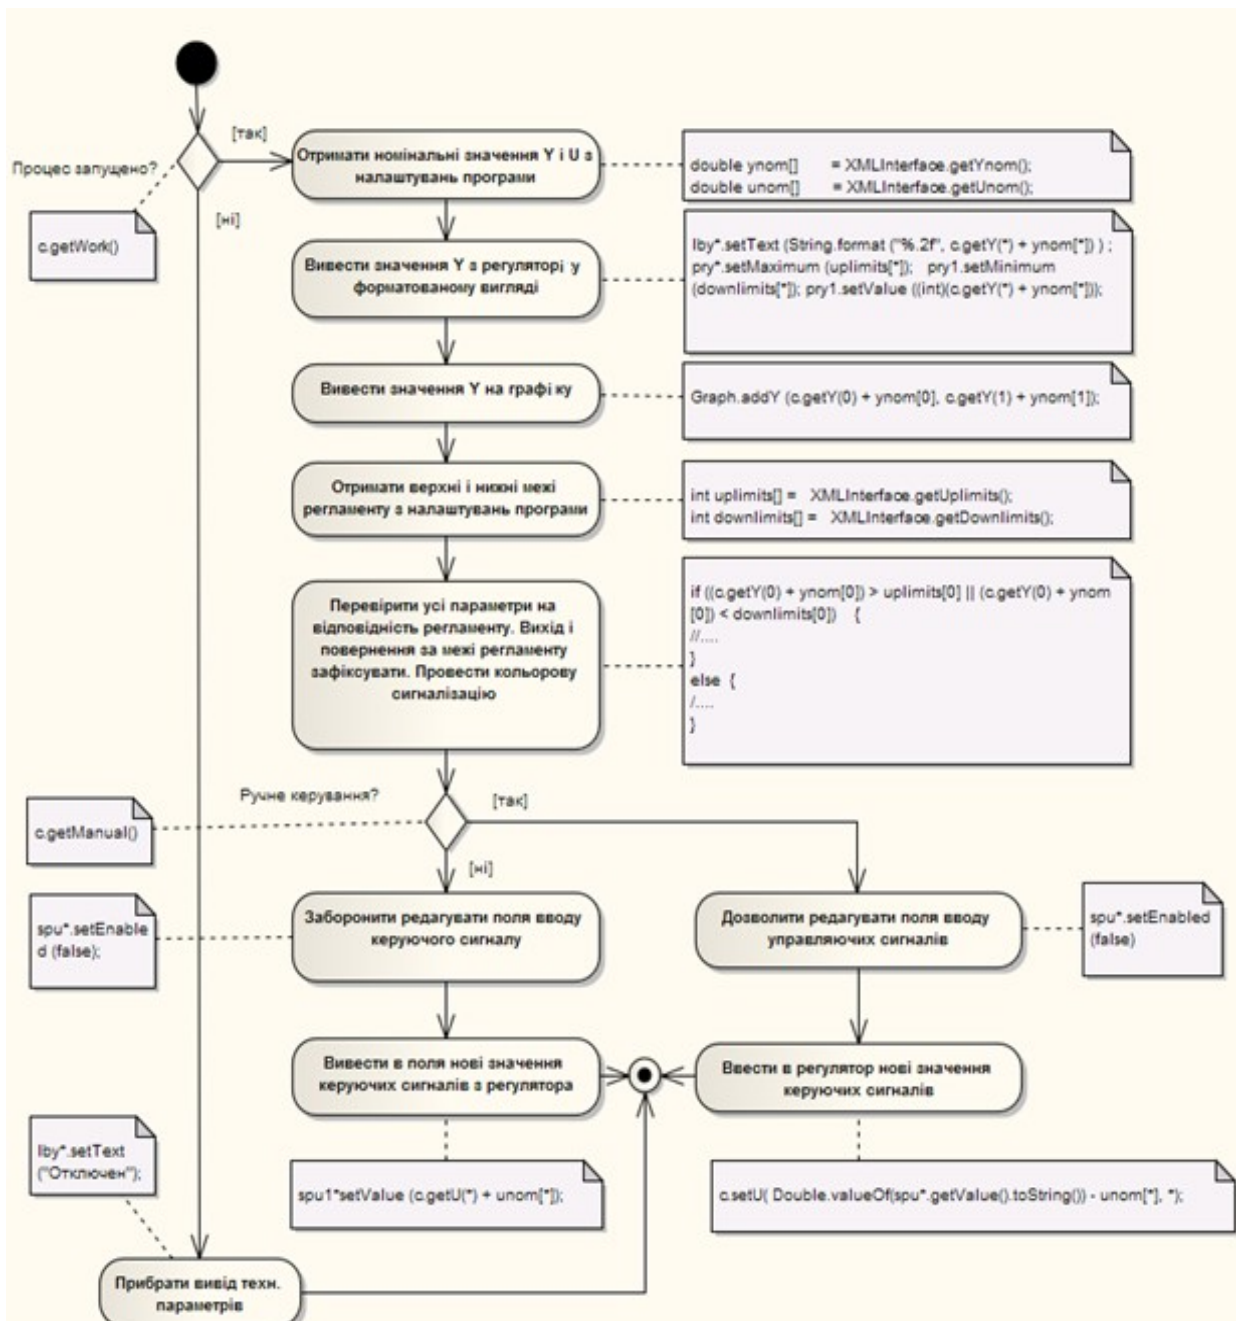 [так]
Процес запущено?
[ні]
c.getWork()
Отримати номінальні значення Y і U з
налаштувань програми
double ynom[] = XMLInterface.getYnom();
double unom[] = XMLInterface.getUnom();
Вивести значення Y з регуляторі у
форматованому вигляді
lby*.setText (String.format ("%.2f", c.getY(*) + ynom[*]) ) ;
pry*.setMaximum (uplimits[*]); pry1.setMinimum
(downlimits[*]); pry1.setValue ((int)(c.getY(*) + ynom[*]));
Вивести значення Y на графіку
Graph.addY (c.getY(0) + ynom[0], c.getY(1) + ynom[1]);
Отримати верхні і нижні межі
регламенту з налаштувань програми
int uplimits[] = XMLInterface.getUplimits();
int downlimits[] = XMLInterface.getDownlimits();
Перевірити усі параметри на
відповідність регламенту. Вихід і
повернення за межі регламенту
зафіксувати. Провести кольорову
сигналізацію
if ((c.getY(0) + ynom[0]) > uplimits[0] || (c.getY(0) + ynom
[0]) < downlimits[0]) {
//....
}
else {
/....
}
Ручне керування?
[так]
[ні]
c.getManual()
Заборонити редагувати поля вводу
керуючого сигналу
spu*.setEnable
d (false);
Дозволити редагувати поля вводу
управляючих сигналів
spu*.setEnabled
(false)
Вивести в поля нові значення
керуючих сигналів з регулятора
Ввести в регулятор нові значення
керуючих сигналів
lby*.setText
("Отключен");
spu1*setValue (c.getU(*) + unom[*]);
c.setU( Double.valueOf(spu*.getValue().toString()) - unom[*], *);
Прибрати вивід техн.
параметрів